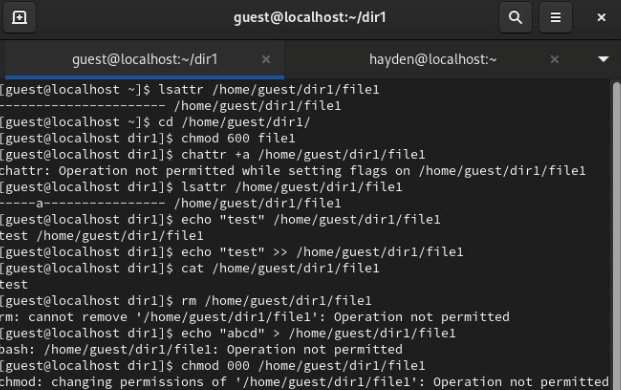 guest@localhost:~/dir1
guest@localhost:~/dir1
hayden@localhost:~
[guest@localhost ~]$ lsattr /home/guest/dir1/file1
---------------------- /home/guest/dir1/file1
[guest@localhost ~]$ cd /home/guest/dir1/
[guest@localhost dir1]$ chmod 600 file1
[guest@localhost dir1]$ chattr +a /home/guest/dir1/file1
chattr: Operation not permitted while setting flags on /home/guest/dir1/file1
[guest@localhost dir1]$ lsattr /home/guest/dir1/file1
-----a---------------- /home/guest/dir1/file1
[guest@localhost dir1]$ echo "test" /home/guest/dir1/file1
test /home/guest/dir1/file1
[guest@localhost dir1]$ echo "test" >> /home/guest/dir1/file1
[guest@localhost dir1]$ cat /home/guest/dir1/file1
test
[guest@localhost dir1]$ rm /home/guest/dir1/file1
rm: cannot remove '/home/guest/dir1/file1': Operation not permitted
[guest@localhost dir1]$ echo "abcd" > /home/guest/dir1/file1
bash: /home/guest/dir1/file1: Operation not permitted
[guest@localhost dir1]$ chmod 000 /home/guest/dir1/file1
chmod: changing permissions of '/home/guest/dir1/file1': Operation not permitted